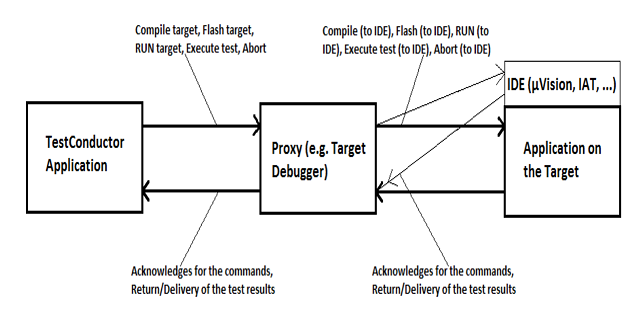 Compile target, Flash target,
RUN target, Execute test, Abort
Compile (to IDE), Flash (to IDE), RUN (to
IDE), Execute test (to IDE), Abort (to IDE)
IDE (µVision, IAT, ...)
TestConductor
Application
Proxy (e.g. Target
Debugger)
Application on
the Target
Acknowledges for the commands,
Return/Delivery of the test results
Acknowledges for the commands,
Return/Delivery of the test results